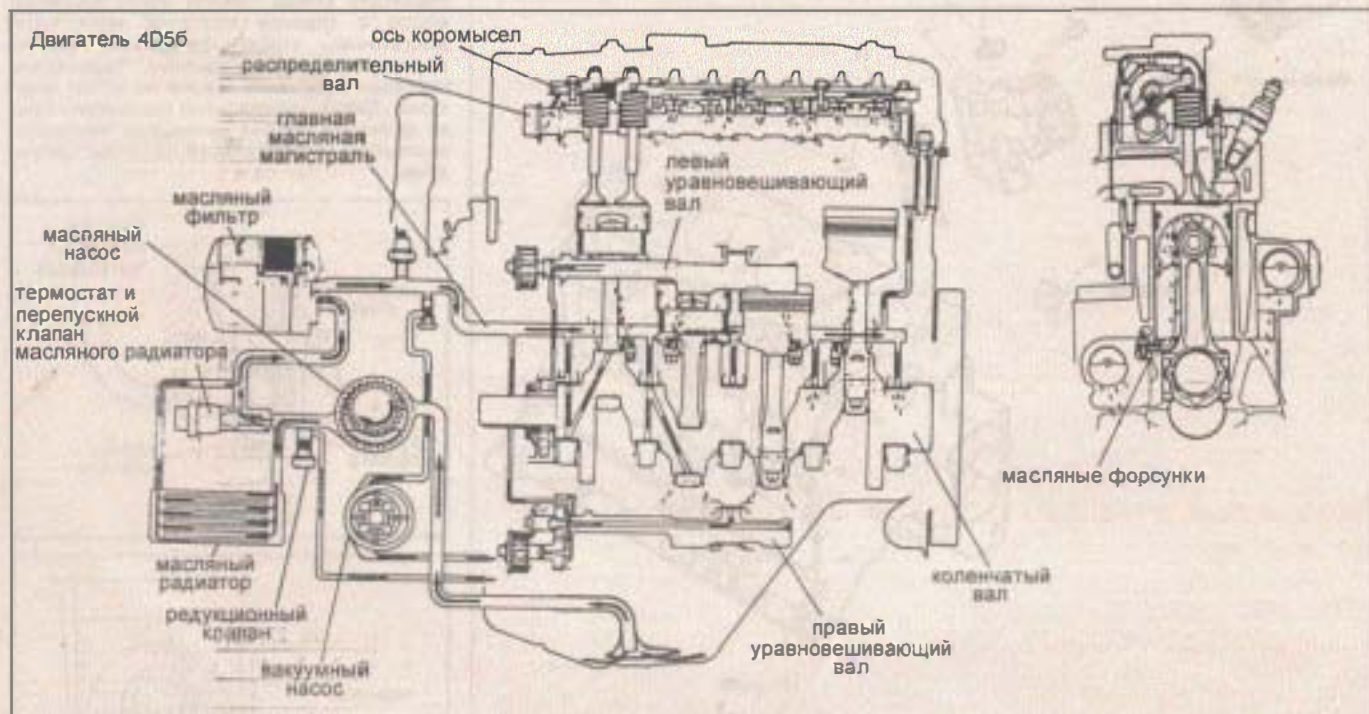 Двигатель 4D56
ось коромысел
распределительный
вал
главная
масляная
магистраль
левый
уравновешивающий
вал
масляный
фильтр
масляный
насос
термостат и
перепускной
клапан
масляного радиатора
масляные форсунки
масляный
радиатор
редукционный
клапан
вакуумный
насос
коленчатый
вал
правый
уравновешивающий
вал